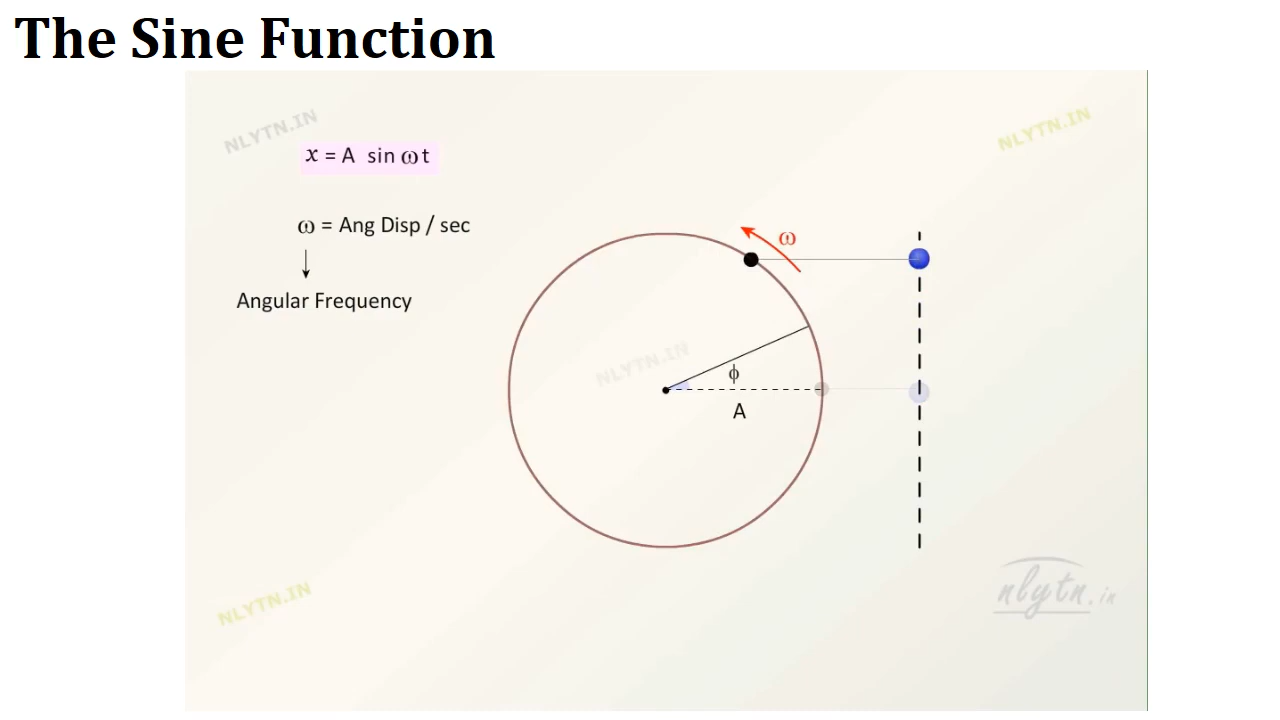 The Sine Function
NLYTN.IN
NLYTN.IN
x = A sin ω t
ω = Ang Disp / sec
ω
Angular Frequency
NLYTN.IN
ϕ
A
NLYTN.IN
nlytn.in